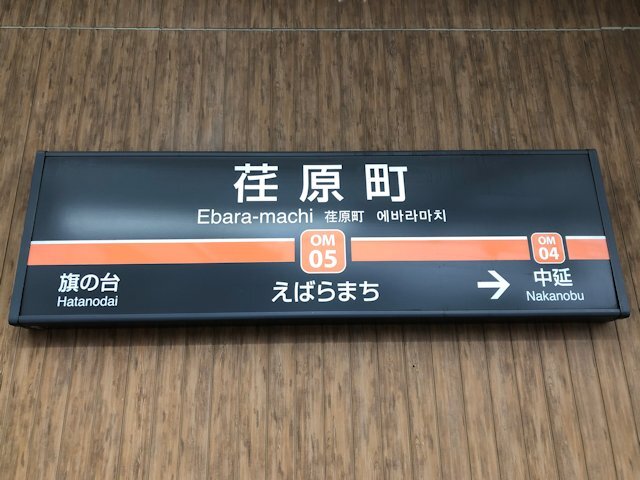 荏原町
Ebara-machi 荏原町 에바라마치
OM
05
OM
04
旗の台
Hatanodai
えばらまち
→
中延
Nakanobu